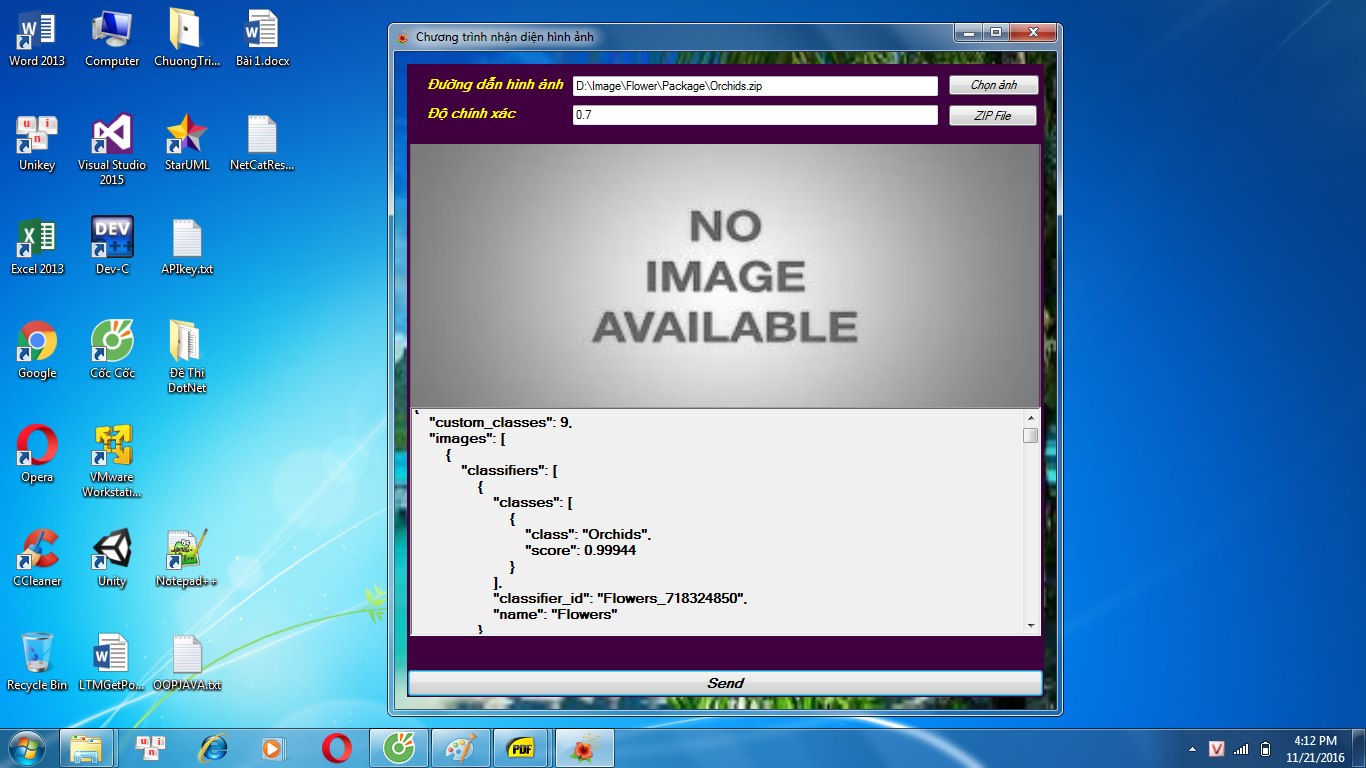 Word 2013
Computer
ChuongTri...
Bài 1.docx
Unikey
Visual Studio
2015
StarUML
NetCatRes...
Excel 2013
Dev-C
APIkey.txt
Google
Cốc Cốc
Đề Thi
DotNet
Opera
VMware
Workstati...
CCleaner
Unity
Notepad++
Recycle Bin
LTMGetPo...
OOPJAVA.txt
u i
n
DEV
Chương trình nhận diện hình ảnh
Đường dẫn hình ảnh
D:\Image\Flower\Package\Orchids.zip
Chọn ảnh
Độ chính xác
0.7
ZIP File
NO
IMAGE
AVAILABLE
{
"custom_classes": 9,
"images": [
{
"classifiers": [
{
"classes": [
{
"class": "Orchids",
"score": 0.99944
}
],
"classifier_id": "Flowers_718324850",
"name": "Flowers"
}
Send
u i
n
PDF
V
4:12 PM
11/21/2016